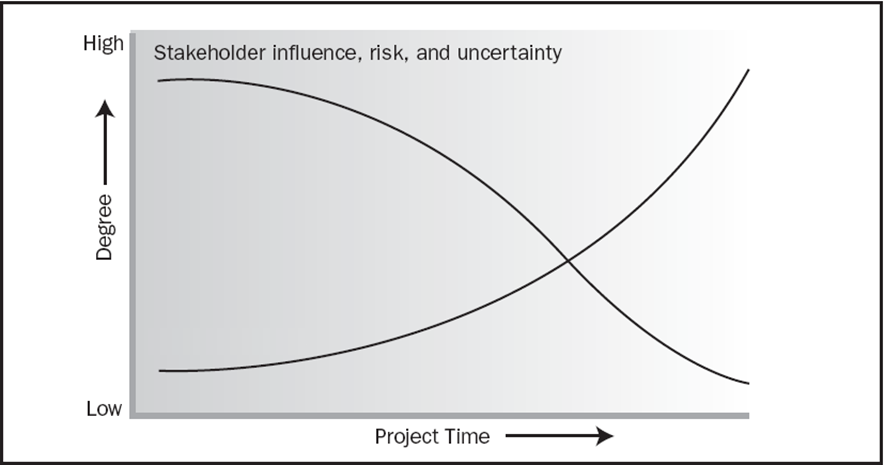 High
Stakeholder influence, risk, and uncertainty
Degree
Low
Project Time